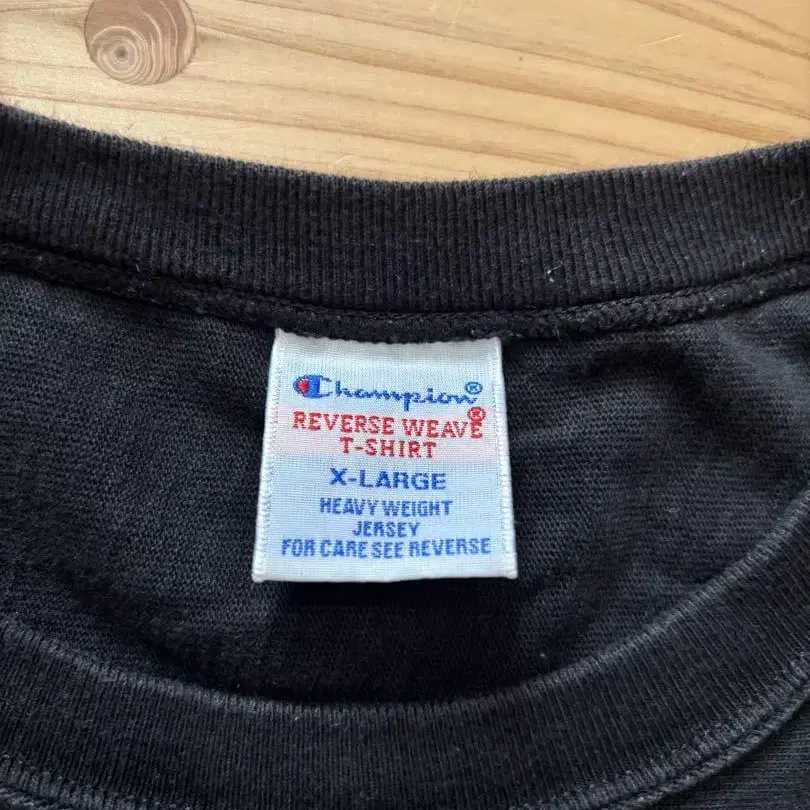 Champion®
REVERSE WEAVE®
T-SHIRT
X-LARGE
HEAVY WEIGHT
JERSEY
FOR CARE SEE REVERSE